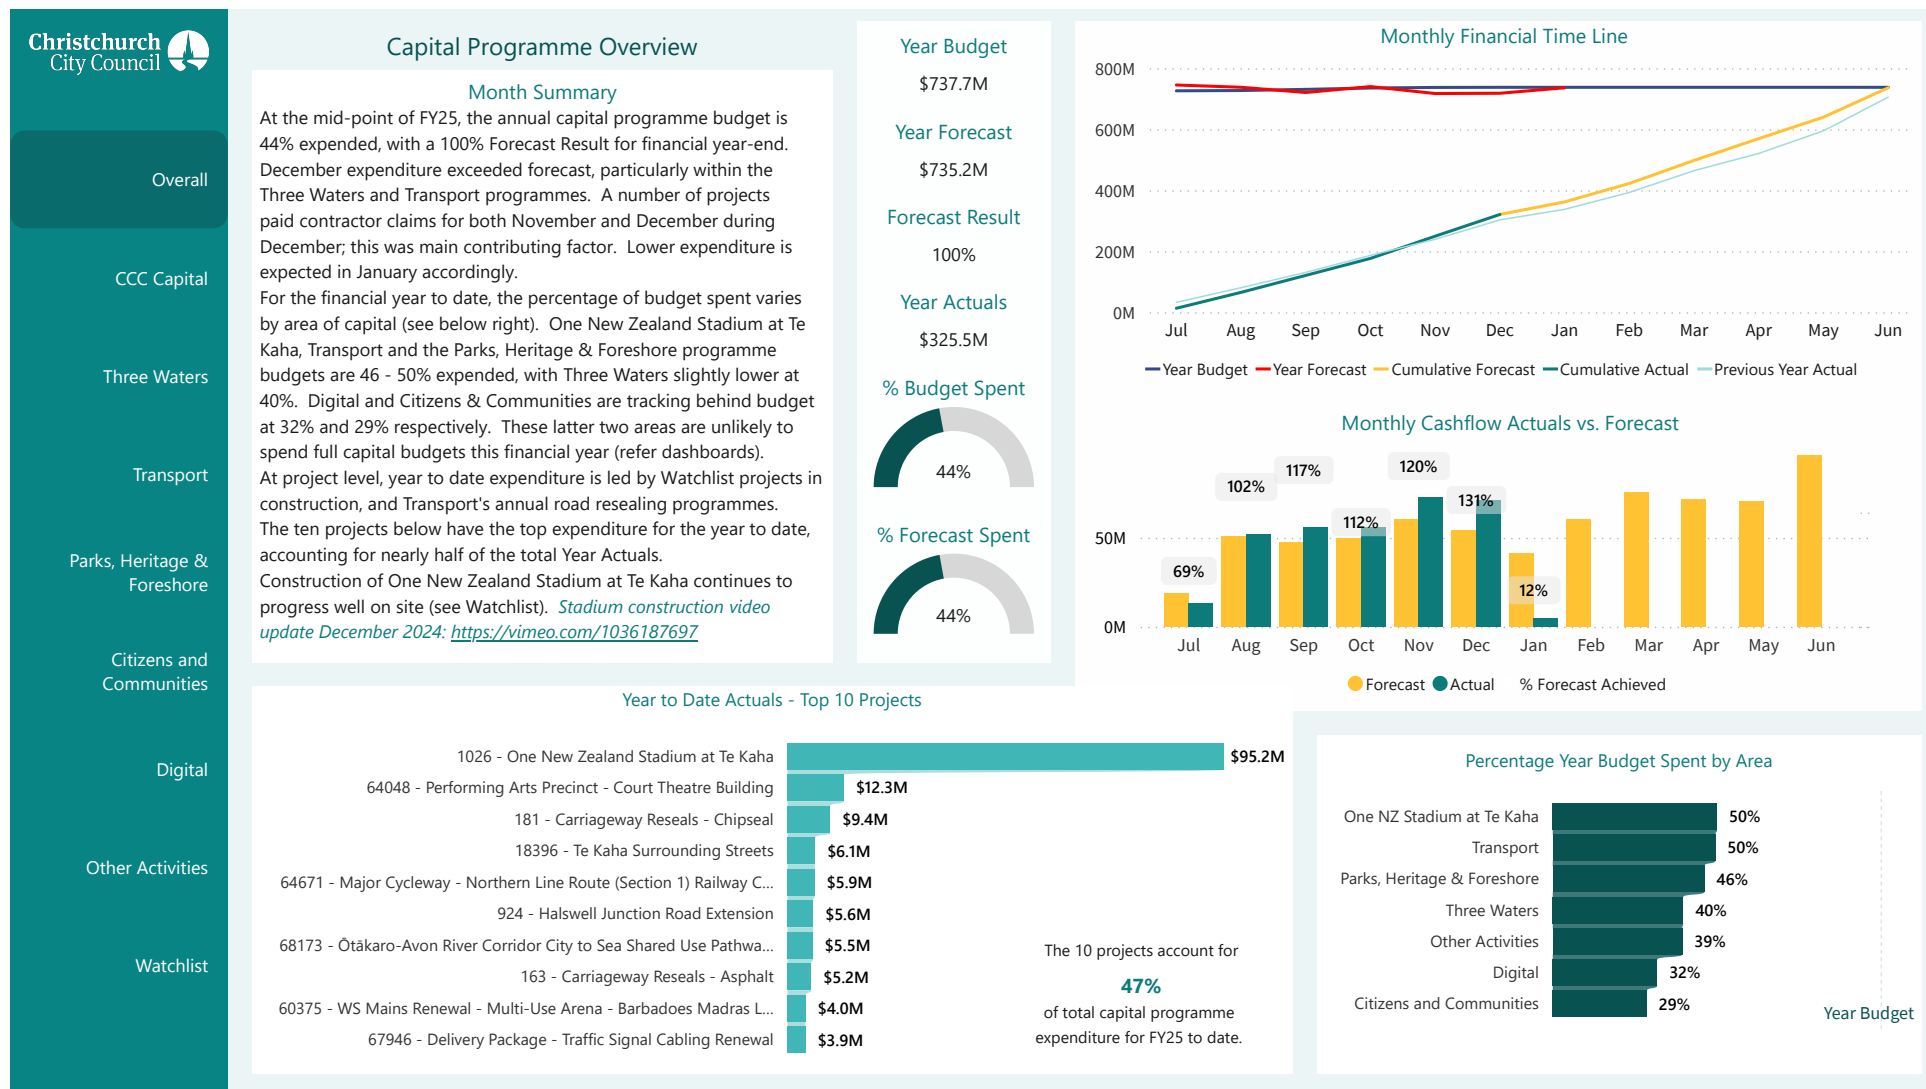 Christchurch
City Council
Overall
CCC Capital
Three Waters
Transport
Parks, Heritage &
Foreshore
Citizens and
Communities
Digital
Other Activities
Watchlist
Capital Programme Overview
Month Summary
At the mid-point of FY25, the annual capital programme budget is
44% expended, with a 100% Forecast Result for financial year-end.
December expenditure exceeded forecast, particularly within the
Three Waters and Transport programmes.  A number of projects
paid contractor claims for both November and December during
December; this was main contributing factor.  Lower expenditure is
expected in January accordingly.
For the financial year to date, the percentage of budget spent varies
by area of capital (see below right).  One New Zealand Stadium at Te
Kaha, Transport and the Parks, Heritage & Foreshore programme
budgets are 46 - 50% expended, with Three Waters slightly lower at
40%.  Digital and Citizens & Communities are tracking behind budget
at 32% and 29% respectively.  These latter two areas are unlikely to
spend full capital budgets this financial year (refer dashboards).
At project level, year to date expenditure is led by Watchlist projects in
construction, and Transport's annual road resealing programmes.
The ten projects below have the top expenditure for the year to date,
accounting for nearly half of the total Year Actuals.
Construction of One New Zealand Stadium at Te Kaha continues to
progress well on site (see Watchlist).  Stadium construction video
update December 2024: https://vimeo.com/1036187697
Year Budget
$737.7M
Year Forecast
$735.2M
Forecast Result
100%
Year Actuals
$325.5M
% Budget Spent
44%
% Forecast Spent
44%
Monthly Financial Time Line
800M
600M
400M
200M
0M
Jul Aug Sep Oct Nov Dec Jan Feb Mar Apr May Jun
Year Budget Year Forecast Cumulative Forecast Cumulative Actual Previous Year Actual
Monthly Cashflow Actuals vs. Forecast
69% 102% 117% 112% 120% 131% 12%
50M
0M
Jul Aug Sep Oct Nov Dec Jan Feb Mar Apr May Jun
Forecast Actual % Forecast Achieved
Year to Date Actuals - Top 10 Projects
1026 - One New Zealand Stadium at Te Kaha $95.2M
64048 - Performing Arts Precinct - Court Theatre Building $12.3M
181 - Carriageway Reseals - Chipseal $9.4M
18396 - Te Kaha Surrounding Streets $6.1M
64671 - Major Cycleway - Northern Line Route (Section 1) Railway C... $5.9M
924 - Halswell Junction Road Extension $5.6M
68173 - Ōtākaro-Avon River Corridor City to Sea Shared Use Pathwa... $5.5M
163 - Carriageway Reseals - Asphalt $5.2M
60375 - WS Mains Renewal - Multi-Use Arena - Barbadoes Madras L... $4.0M
67946 - Delivery Package - Traffic Signal Cabling Renewal $3.9M
The 10 projects account for
47%
of total capital programme
expenditure for FY25 to date.
Percentage Year Budget Spent by Area
One NZ Stadium at Te Kaha 50%
Transport 50%
Parks, Heritage & Foreshore 46%
Three Waters 40%
Other Activities 39%
Digital 32%
Citizens and Communities 29%
Year Budget